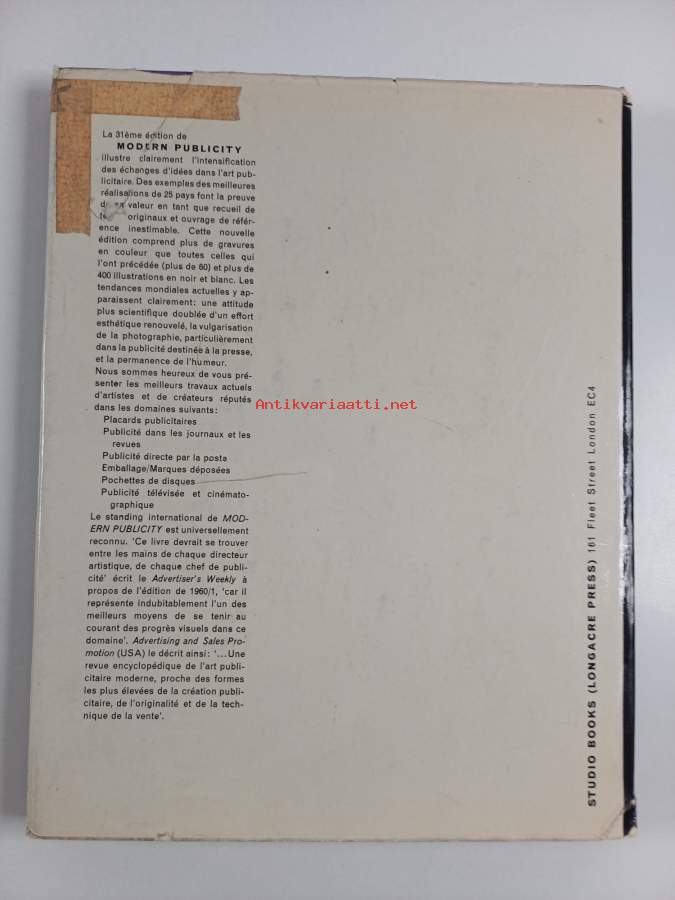 La 31ème édition de
MODERN PUBLICITY
illustre clairement l'intensification
des échanges d'idées dans l'art pub-
licitaire. Des exemples des meilleures
réalisations de 25 pays font la preuve
valeur en tant que recueil de
originaux et ouvrage de référ-
ence inestimable. Cette nouvelle
édition comprend plus de gravures
en couleur que toutes celles qui
l'ont précédée (plus de 60) et plus de
400 illustrations en noir et blanc. Les
tendances mondiales actuelles y ap-
paraissent clairement: une attitude
plus scientifique doublée d'un effort
esthétique renouvelé, la vulgarisation
de la photographie, particulièrement
dans la publicité destinée à la presse,
et la permanence de l'humeur.
Nous sommes heureux de vous pré-
senter les meilleurs travaux actuels
d'artistes et de créateurs réputés
dans les domaines suivants:
Placards publicitaires
Publicité dans les journaux et les
revues
Publicité directe par la poste
Emballage/Marques déposées
Pochettes de disques
Publicité télévisée et cinémato-
graphique
Le standing international de MOD-
ERN PUBLICITY est universellement
reconnu. 'Ce livre devrait se trouver
entre les mains de chaque directeur
artistique, de chaque chef de publi-
cité' écrit le Advertiser's Weekly à
propos de l'édition de 1960/1, 'car il
représente indubitablement l'un des
meilleurs moyens de se tenir au
courant des progrès visuels dans ce
domaine'. Advertising and Sales Pro-
motion (USA) le décrit ainsi: '...Une
revue encyclopédique de l'art publi-
citaire moderne, proche des formes
les plus élevées de la création publi-
citaire, de l'originalité et de la tech-
nique de la vente'.
Antikvariaatti.net
STUDIO BOOKS (LONGACRE PRESS) 161 Fleet Street London EC4